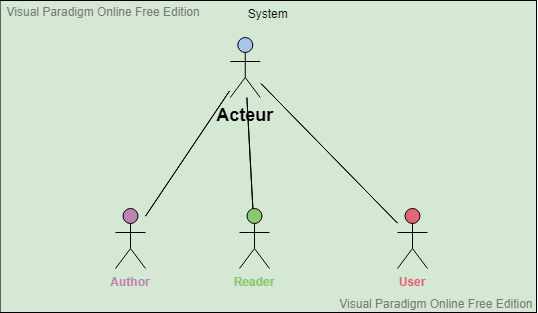 Visual Paradigm Online Free Edition
System
Acteur
Author
Reader
User
Visual Paradigm Online Free Edition